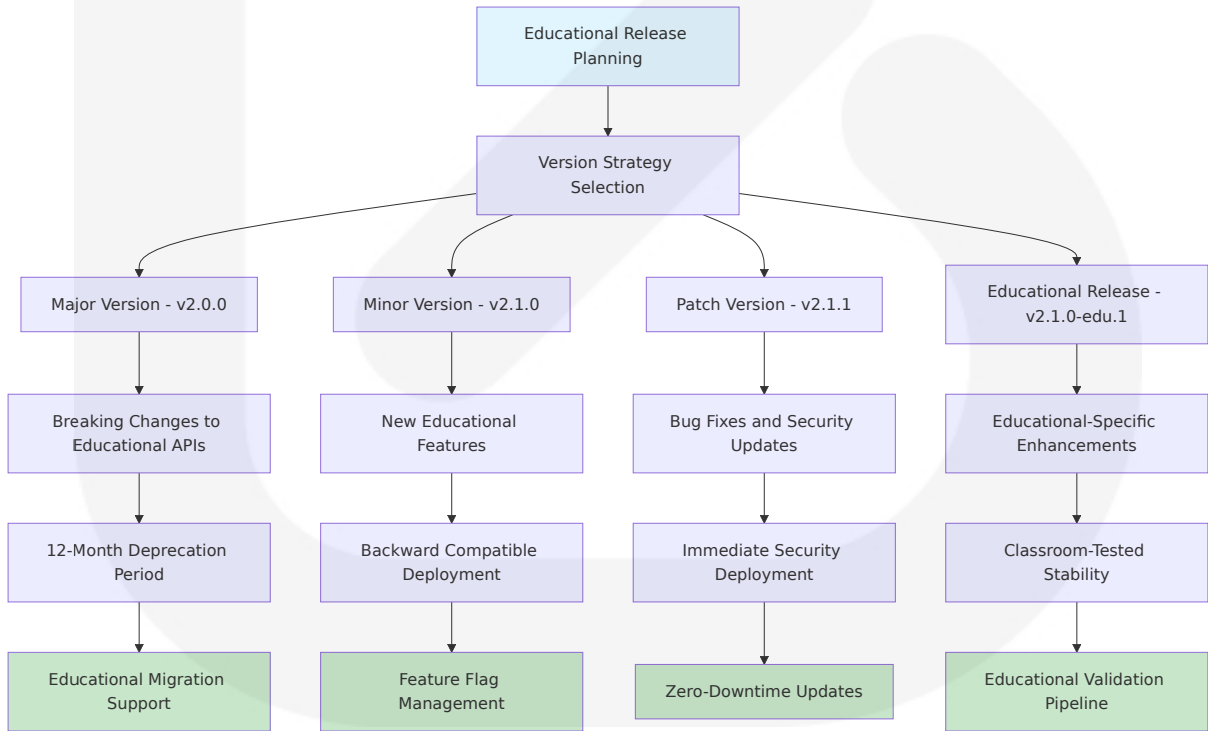 Educational Release
Planning
Version Strategy
Selection
Major Version - v2.0.0
Minor Version - v2.1.0
Patch Version - v2.1.1
Educational Release -
v2.1.0-edu.1
Breaking Changes to
Educational APIs
New Educational
Features
Bug Fixes and Security
Updates
Educational-Specific
Enhancements
12-Month Deprecation
Period
Backward Compatible
Deployment
Immediate Security
Deployment
Classroom-Tested
Stability
Educational Migration
Support
Feature Flag
Management
Zero-Downtime Updates
Educational Validation
Pipeline